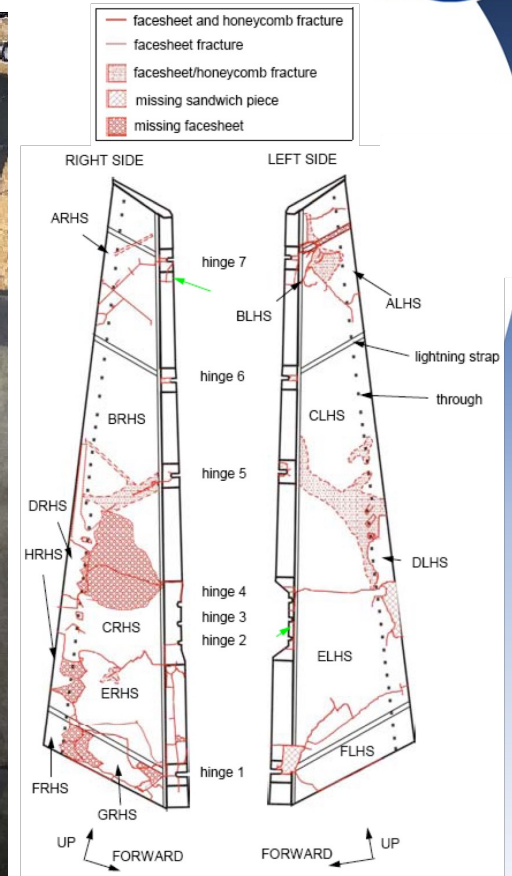 facesheet and honeycomb fracture
facesheet fracture
facesheet/honeycomb fracture
missing sandwich piece
missing facesheet
RIGHT SIDE
LEFT SIDE
ARHS
hinge 7
BLHS
ALHS
lightning strap
hinge 6
through
BRHS
CLHS
hinge 5
DRHS
HRHS
DLHS
hinge 4
CRHS
hinge 3
hinge 2
ELHS
ERHS
FLHS
hinge 1
FRHS
GRHS
UP
FORWARD
FORWARD
UP